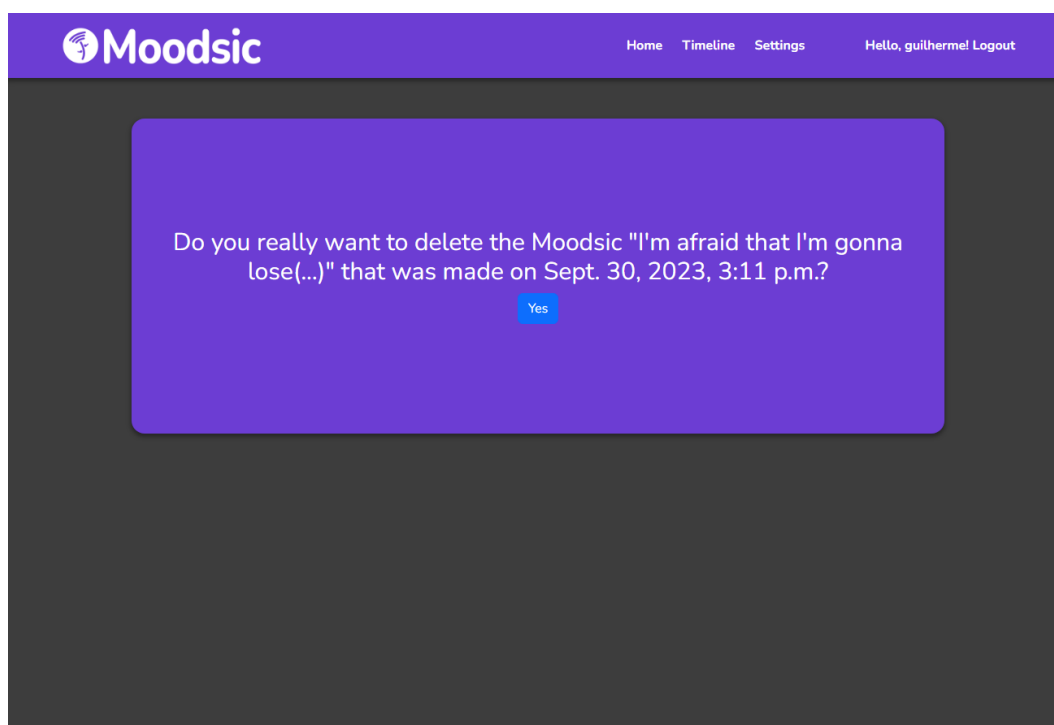 Moodsic
Home Timeline Settings Hello, guilherme! Logout
Do you really want to delete the Moodsic "I'm afraid that I'm gonna
lose(...)" that was made on Sept. 30, 2023, 3:11 p.m.?
Yes